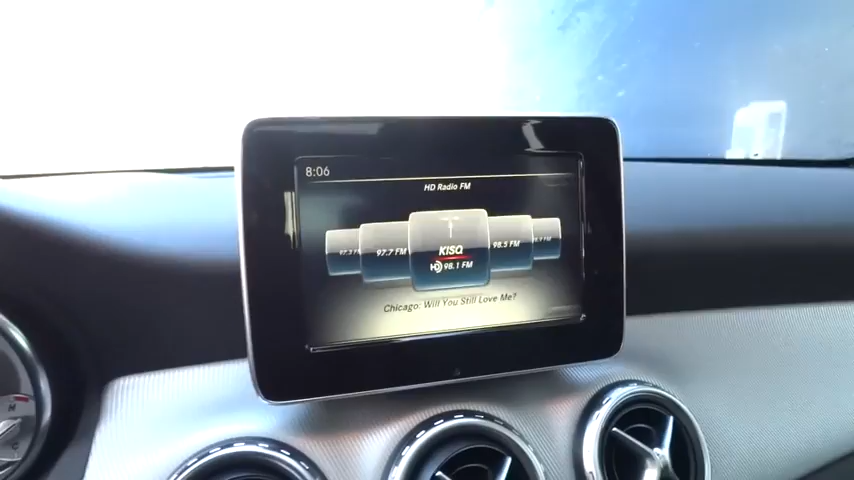 8:06
HD Radio FM
97.7 FM
KISQ
HD 98.1 FM
98.5 FM
Chicago: Will You Still Love Me?
H